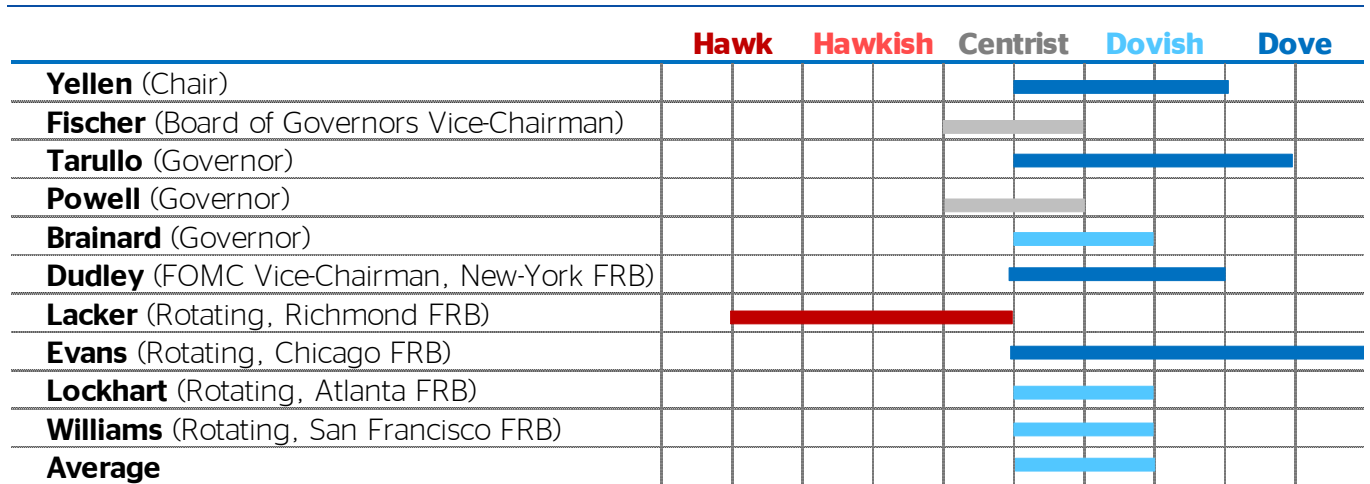 Hawk Hawkish Centrist Dovish Dove
Yellen (Chair)
Fischer (Board of Governors Vice-Chairman)
Tarullo (Governor)
Powell (Governor)
Brainard (Governor)
Dudley (FOMC Vice-Chairman, New-York FRB)
Lacker (Rotating, Richmond FRB)
Evans (Rotating, Chicago FRB)
Lockhart (Rotating, Atlanta FRB)
Williams (Rotating, San Francisco FRB)
Average